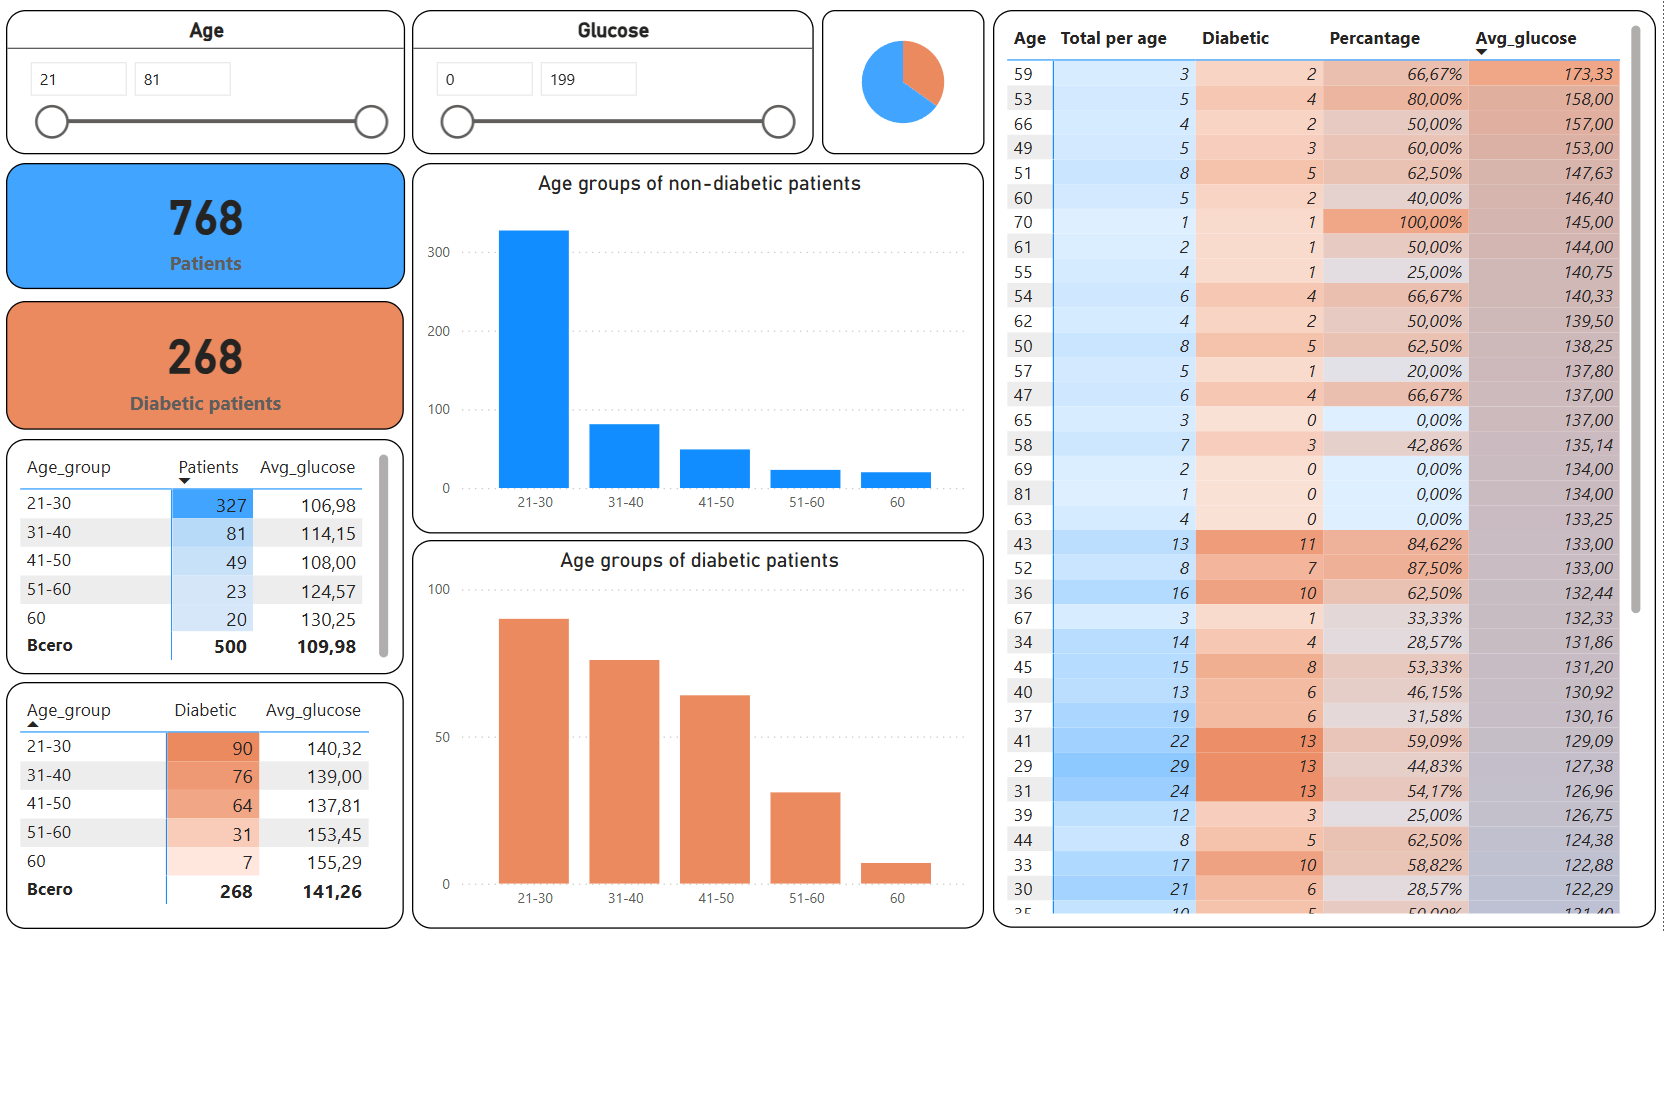 Age
21 81
Glucose
0 199
768
Patients
268
Diabetic patients
Age_group Patients Avg_glucose
21-30 327 106,98
31-40 81 114,15
41-50 49 108,00
51-60 23 124,57
60 20 130,25
Всего 500 109,98
Age_group Diabetic Avg_glucose
21-30 90 140,32
31-40 76 139,00
41-50 64 137,81
51-60 31 153,45
60 7 155,29
Всего 268 141,26
Age groups of non-diabetic patients
300
200
100
0
21-30 31-40 41-50 51-60 60
Age groups of diabetic patients
100
50
0
21-30 31-40 41-50 51-60 60
Age Total per age Diabetic Percantage Avg_glucose
59 3 2 66,67% 173,33
53 5 4 80,00% 158,00
66 4 2 50,00% 157,00
49 5 3 60,00% 153,00
51 8 5 62,50% 147,63
60 5 2 40,00% 146,40
70 1 1 100,00% 145,00
61 2 1 50,00% 144,00
55 4 1 25,00% 140,75
54 6 4 66,67% 140,33
62 4 2 50,00% 139,50
50 8 5 62,50% 138,25
57 5 1 20,00% 137,80
47 6 4 66,67% 137,00
65 3 0 0,00% 137,00
58 7 3 42,86% 135,14
69 2 0 0,00% 134,00
81 1 0 0,00% 134,00
63 4 0 0,00% 133,25
43 13 11 84,62% 133,00
52 8 7 87,50% 133,00
36 16 10 62,50% 132,44
67 3 1 33,33% 132,33
34 14 4 28,57% 131,86
45 15 8 53,33% 131,20
40 13 6 46,15% 130,92
37 19 6 31,58% 130,16
41 22 13 59,09% 129,09
29 29 13 44,83% 127,38
31 24 13 54,17% 126,96
39 12 3 25,00% 126,75
44 8 5 62,50% 124,38
33 17 10 58,82% 122,88
30 21 6 28,57% 122,29
35 10 5 50,00% 121,40